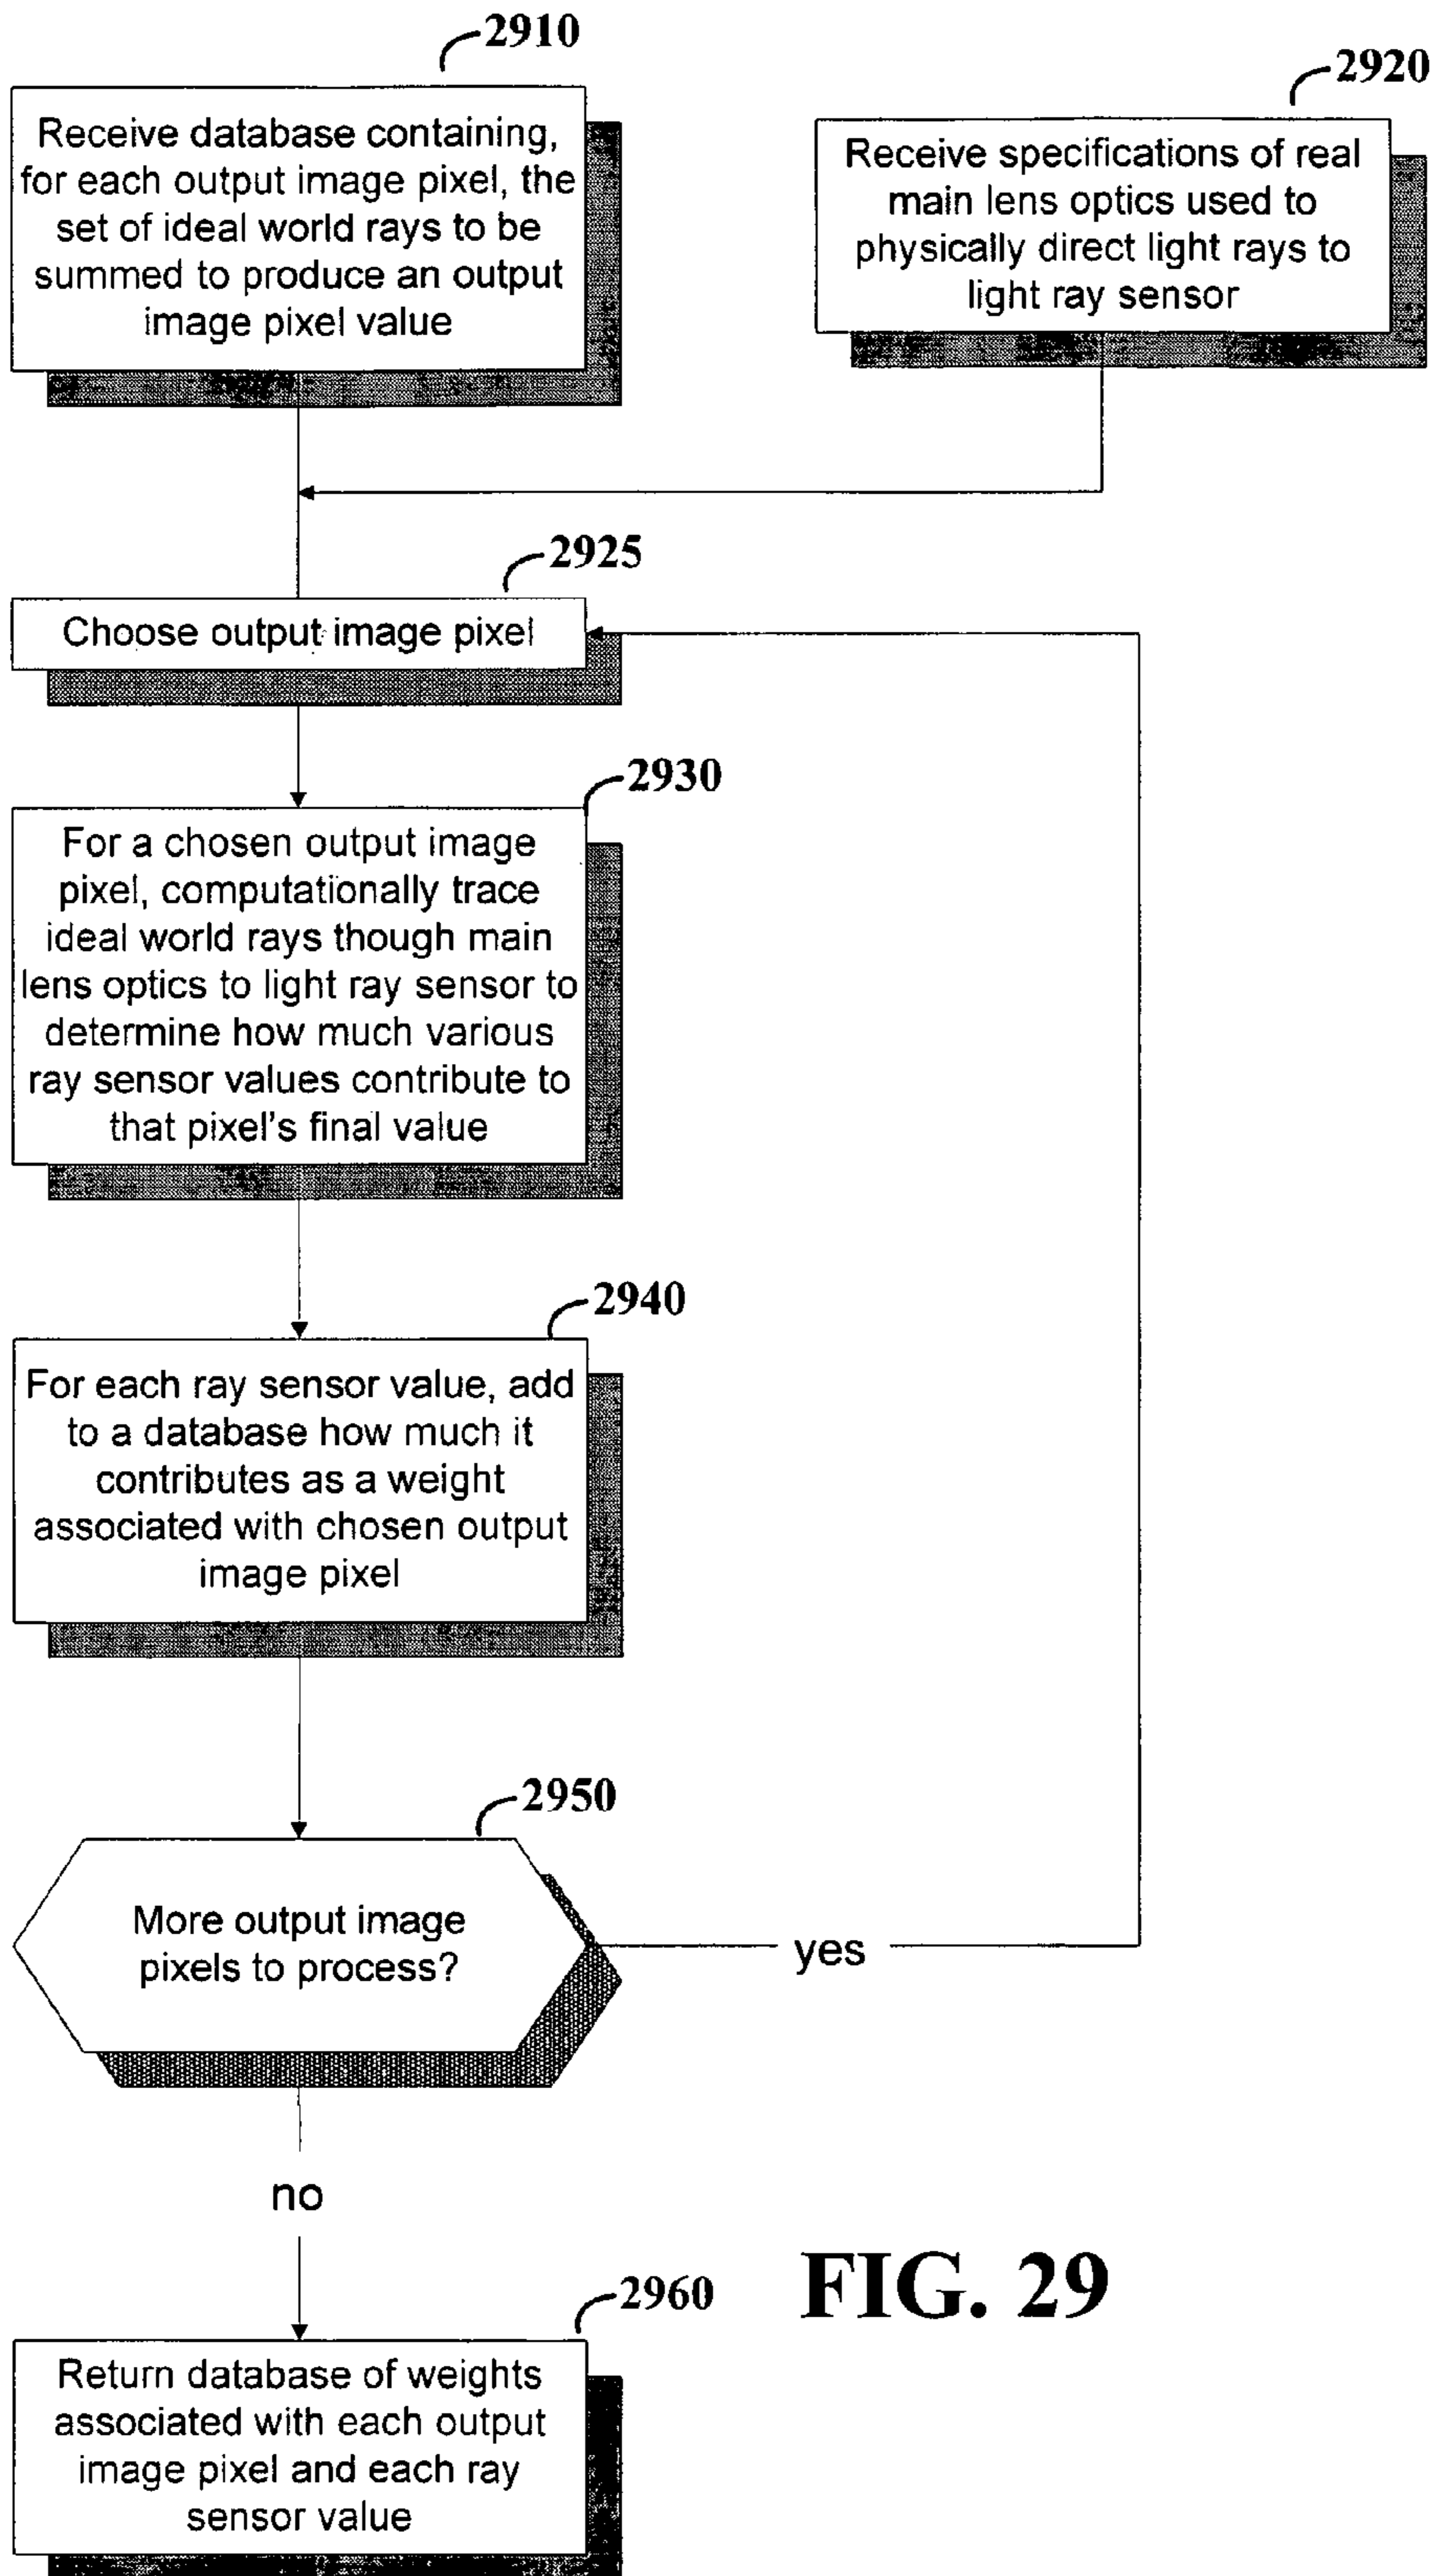 2910
Receive database containing,
for each output image pixel, the
set of ideal world rays to be
summed to produce an output
image pixel value
2920
Receive specifications of real
main lens optics used to
physically direct light rays to
light ray sensor
2925
Choose output image pixel
2930
For a chosen output image
pixel, computationally trace
ideal world rays though main
lens optics to light ray sensor to
determine how much various
ray sensor values contribute to
that pixel's final value
2940
For each ray sensor value, add
to a database how much it
contributes as a weight
associated with chosen output
image pixel
2950
More output image
pixels to process?
yes
no
FIG. 29
2960
Return database of weights
associated with each output
image pixel and each ray
sensor value